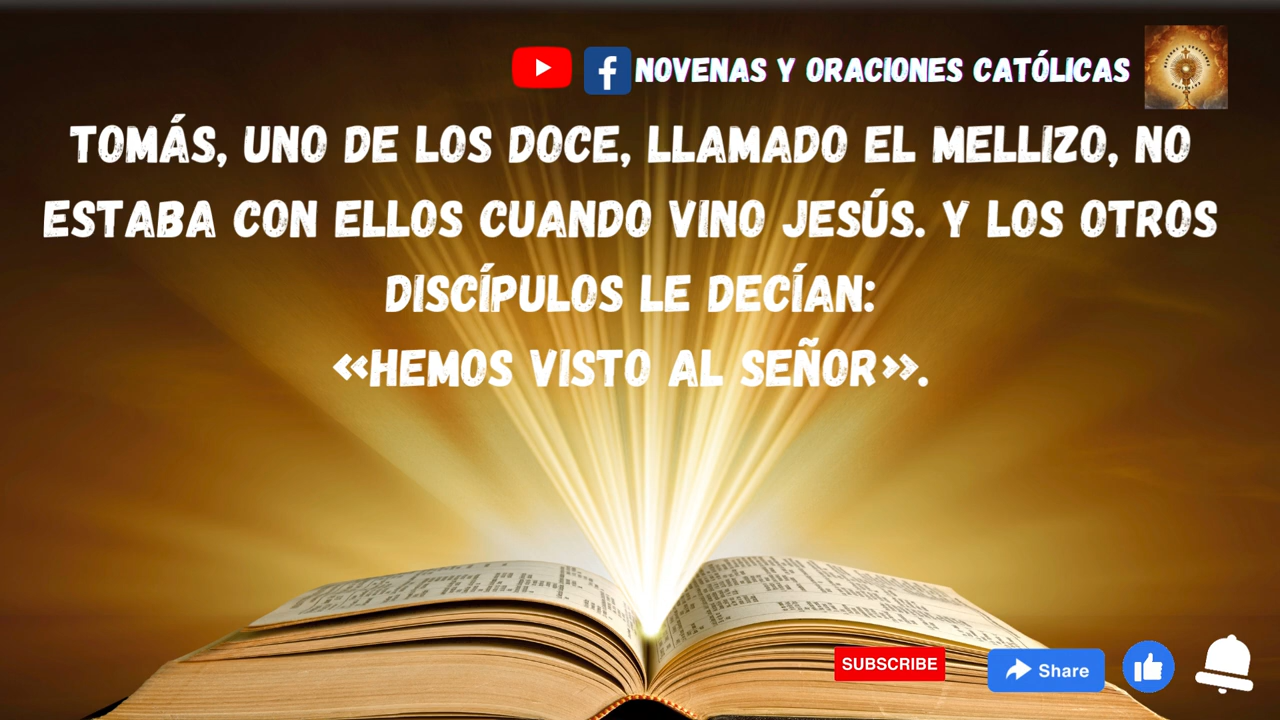 NOVENAS Y ORACIONES CATÓLICAS
TOMÁS, UNO DE LOS DOCE, LLAMADO EL MELLIZO, NO
ESTABA CON ELLOS CUANDO VINO JESÚS. Y LOS OTROS
DISCÍPULOS LE DECÍAN:
«HEMOS VISTO AL SEÑOR».
SUBSCRIBE
Share